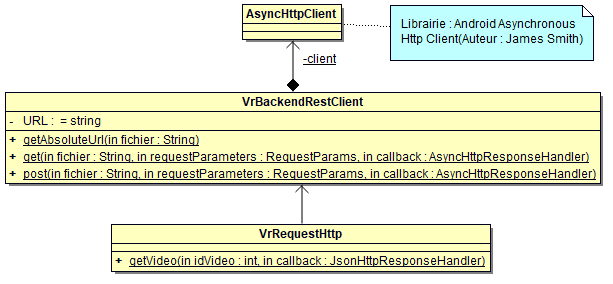 AsyncHttpClient
Librairie : Android Asynchronous
Http Client(Auteur : James Smith)
-client
VrBackendRestClient
- URL : = string
+ getAbsoluteUrl(in fichier : String)
+ get(in fichier : String, in requestParameters : RequestParams, in callback : AsyncHttpResponseHandler)
+ post(in fichier : String, in requestParameters : RequestParams, in callback : AsyncHttpResponseHandler)
VrRequestHttp
+ getVideo(in idVideo : int, in callback : JsonHttpResponseHandler)